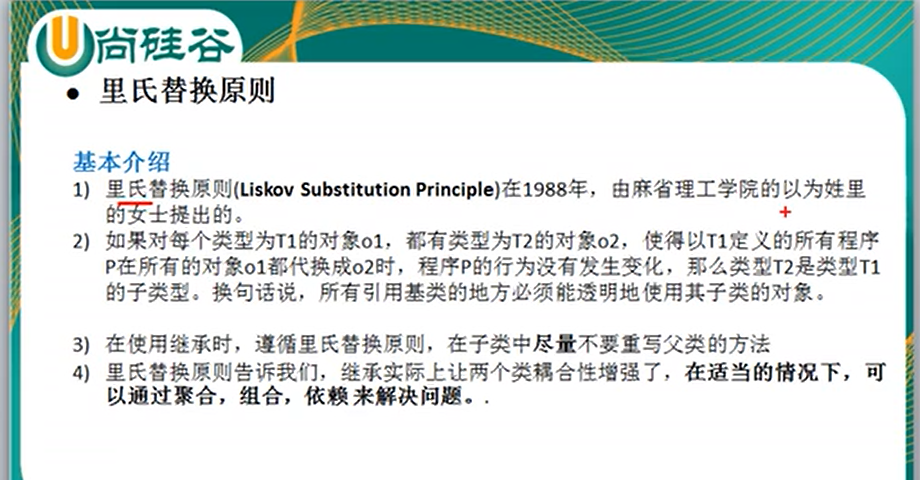 尚硅谷
● 里氏替换原则
基本介绍
1) 里氏替换原则(Liskov Substitution Principle)在1988年，由麻省理工学院的以为姓里
的女士提出的。
2) 如果对每个类型为T1的对象o1，都有类型为T2的对象o2，使得以T1定义的所有程序
P在所有的对象o1都代换成o2时，程序P的行为没有发生变化，那么类型T2是类型T1
的子类型。换句话说，所有引用基类的地方必须能透明地使用其子类的对象。
3) 在使用继承时，遵循里氏替换原则，在子类中尽量不要重写父类的方法
4) 里氏替换原则告诉我们，继承实际上让两个类耦合性增强了，在适当的情况下，可
以通过聚合，组合，依赖 来解决问题。.